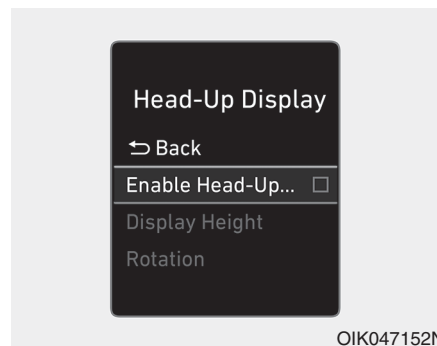 Head-Up Display
Back
Enable Head-Up...
Display Height
Rotation
OIK047152N